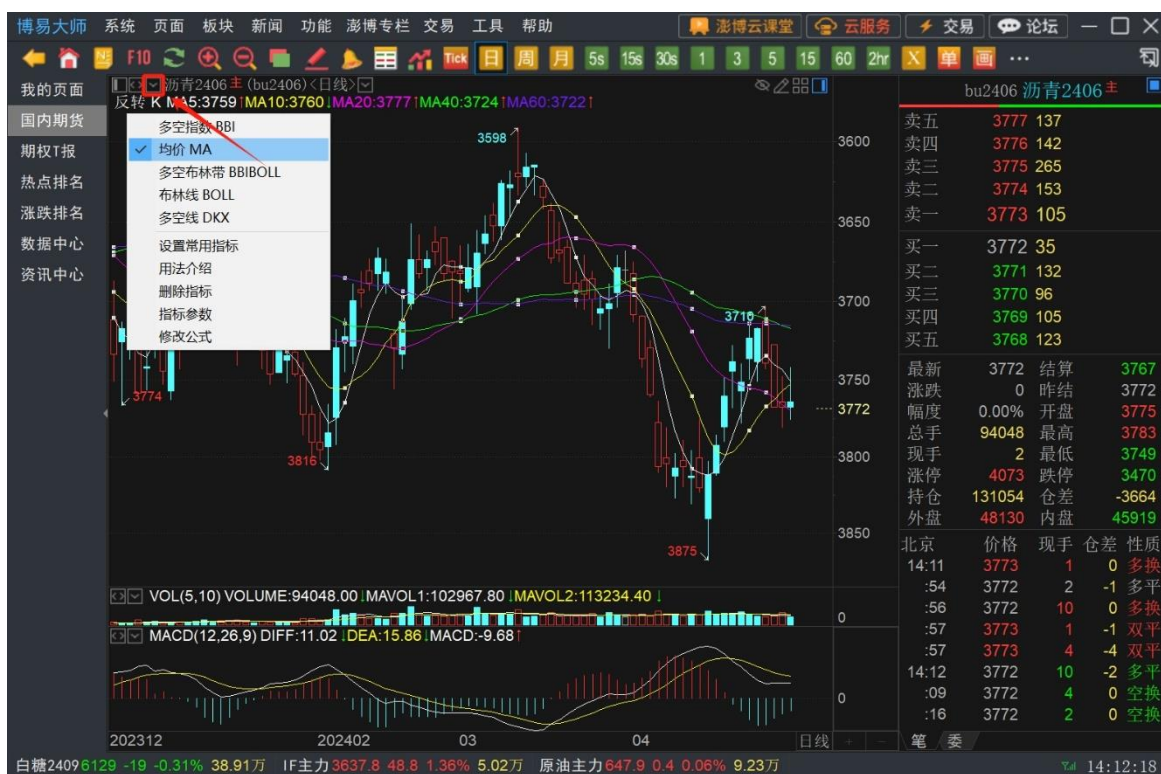 博易大师 系统 页面 板块 新闻 功能 澎博专栏 交易 工具 帮助 澎博云课堂 云服务 交易 论坛
F10 Tick 日 周 月 5s 15s 30s 1 3 5 15 60 2hr X 单 画 ...
我的页面
国内期货
期权T报
热点排名
涨跌排名
数据中心
资讯中心
沥青2406主 (bu2406)<日线>
反转 K MA5:3759↑MA10:3760↓MA20:3777↑MA40:3724↑MA60:3722↑
多空指数 BBI
✓ 均价 MA
多空布林带 BBIBOLL
布林线 BOLL
多空线 DKX
设置常用指标
用法介绍
删除指标
指标参数
修改公式
3598
3710
3774
3816
3875
3600
3650
3700
3750
3772
3800
3850
VOL(5,10) VOLUME:94048.00↓MAVOL1:102967.80↓MAVOL2:113234.40↓
0
MACD(12,26,9) DIFF:11.02↓DEA:15.86↓MACD:-9.68↑
0
202312 202402 03 04 日线 + -
bu2406 沥青2406主
卖五 3777 137
卖四 3776 142
卖三 3775 265
卖二 3774 153
卖一 3773 105
买一 3772 35
买二 3771 132
买三 3770 96
买四 3769 105
买五 3768 123
最新 3772 结算 3767
涨跌 0 昨结 3772
幅度 0.00% 开盘 3775
总手 94048 最高 3783
现手 2 最低 3749
涨停 4073 跌停 3470
持仓 131054 仓差 -3664
外盘 48130 内盘 45919
北京 价格 现手 仓差 性质
14:11 3773 1 0 多换
:54 3772 2 -1 多平
:56 3772 10 0 多换
:57 3773 1 -1 双平
:57 3773 4 -4 双平
14:12 3772 10 -2 多平
:09 3772 4 0 空换
:16 3772 2 0 空换
笔 委
白糖2409 6129 -19 -0.31% 38.91万 IF主力 3637.8 48.8 1.36% 5.02万 原油主力 647.9 0.4 0.06% 9.23万 14:12:18